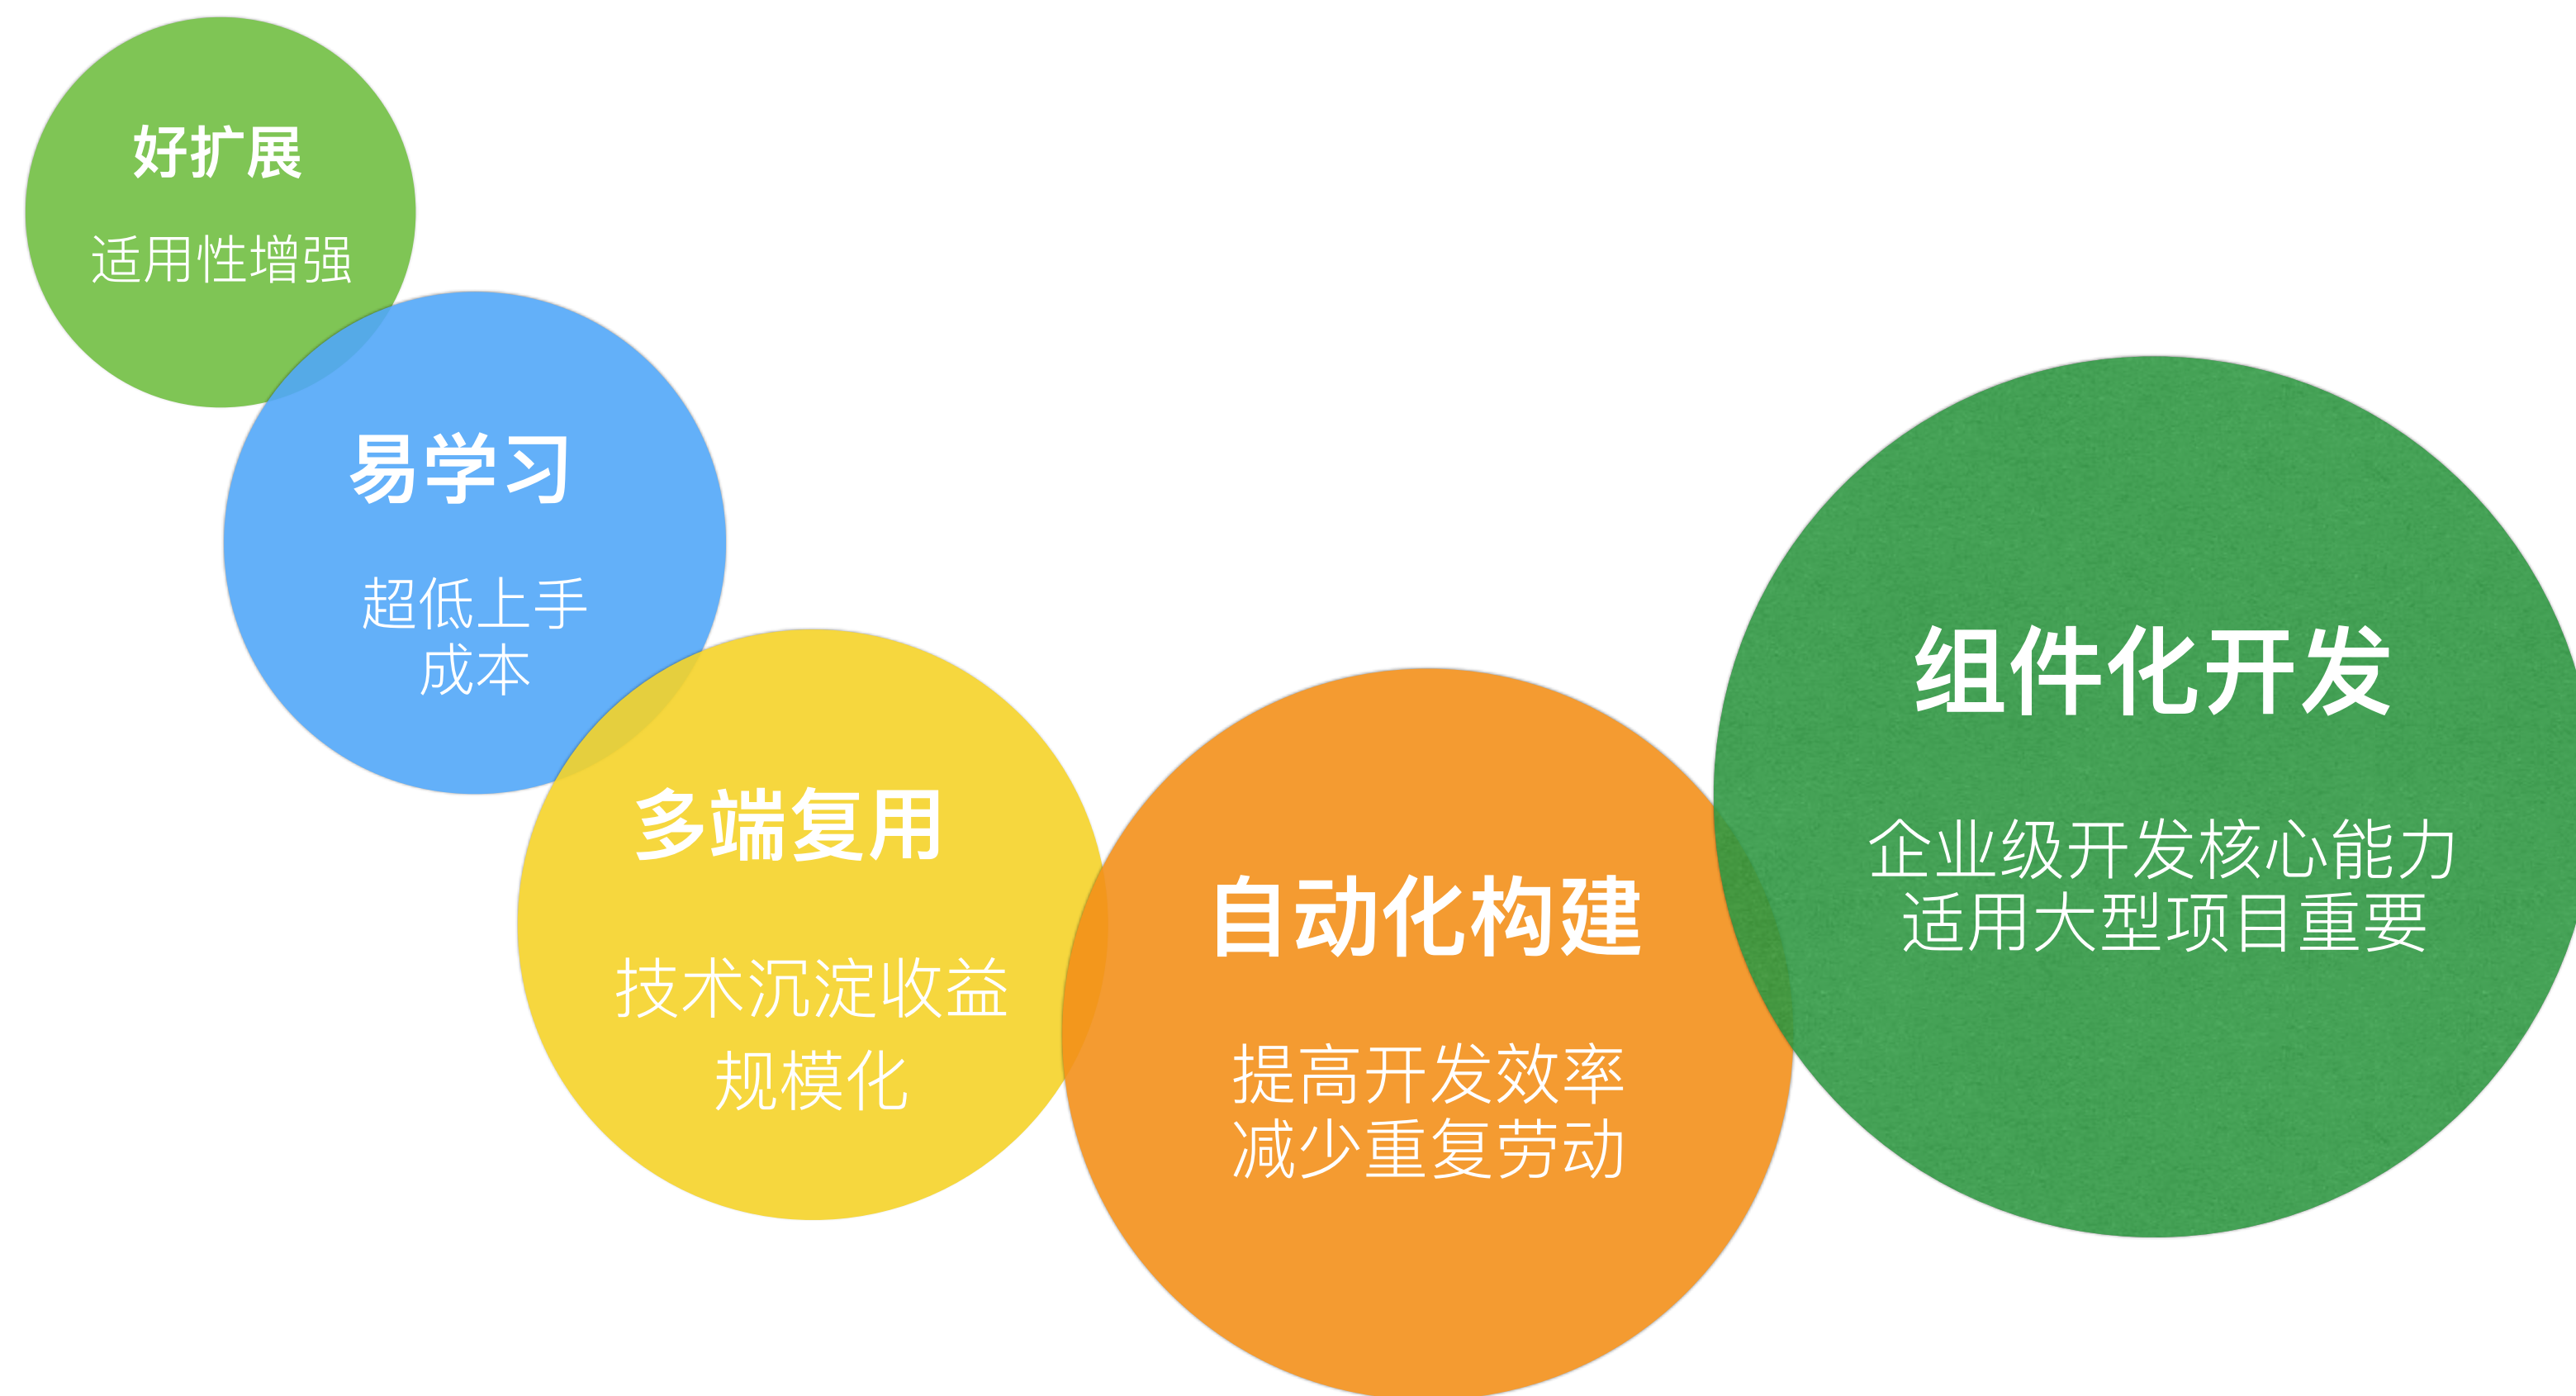 好扩展
适用性增强
易学习
超低上手
成本
多端复用
技术沉淀收益
规模化
自动化构建
提高开发效率
减少重复劳动
组件化开发
企业级开发核心能力
适用大型项目重要